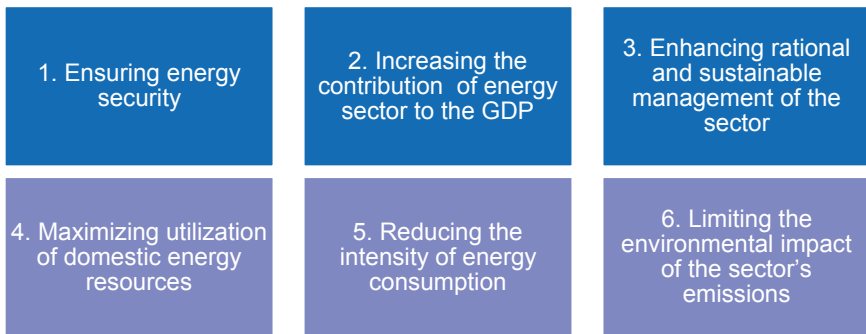 1. Ensuring energy
security
2. Increasing the
contribution of energy
sector to the GDP
3. Enhancing rational
and sustainable
management of the
sector
4. Maximizing utilization
of domestic energy
resources
5. Reducing the
intensity of energy
consumption
6. Limiting the
environmental impact
of the sector’s
emissions